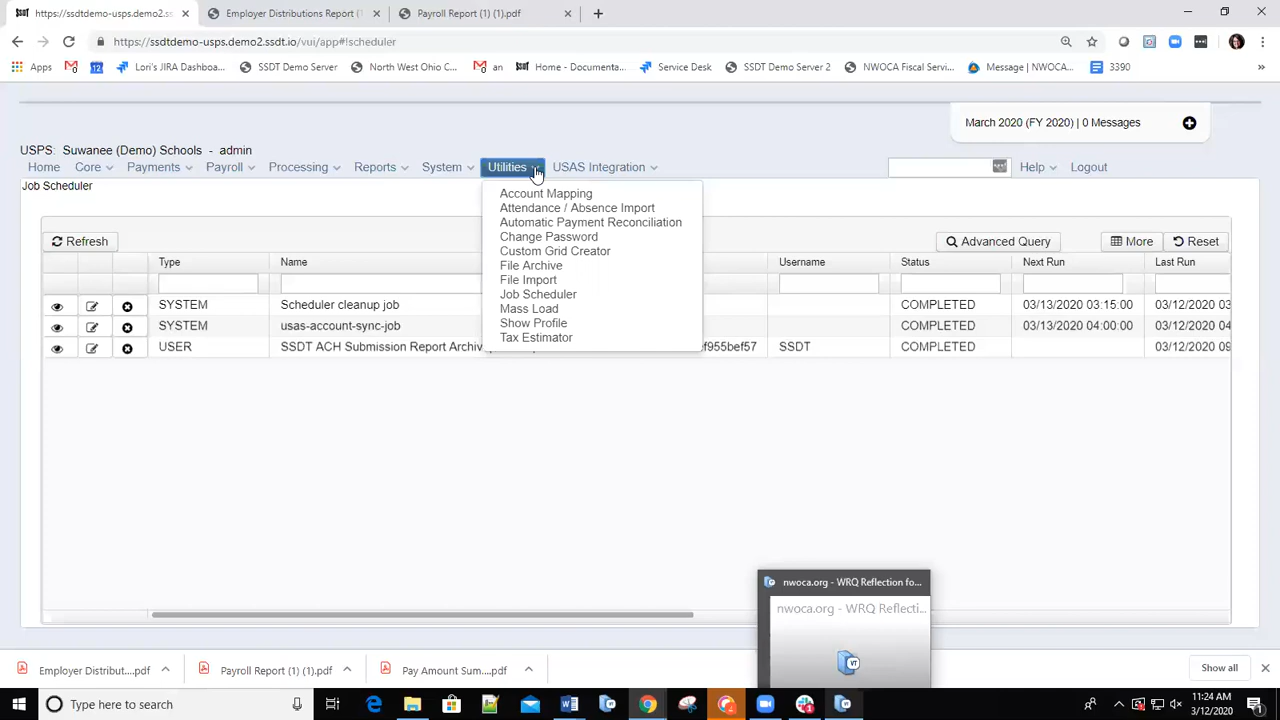 https://ssdtdemo-usps.demo2.ss
Employer Distributions Report (
Payroll Report (1) (1).pdf
https://ssdtdemo-usps.demo2.ssdt.io/vui/app#!scheduler
Apps
12
Lori's JIRA Dashboa...
SSDT Demo Server
North West Ohio C...
an
Home - Documenta...
Service Desk
SSDT Demo Server 2
NWOCA Fiscal Servi...
Message | NWOCA...
3390
»
March 2020 (FY 2020) | 0 Messages
USPS: Suwanee (Demo) Schools - admin
Home Core Payments Payroll Processing Reports System Utilities USAS Integration Help Logout
Job Scheduler
Account Mapping
Attendance / Absence Import
Automatic Payment Reconciliation
Change Password
Custom Grid Creator
File Archive
File Import
Job Scheduler
Mass Load
Show Profile
Tax Estimator
Refresh Advanced Query More Reset
Type Name Username Status Next Run Last Run
SYSTEM Scheduler cleanup job COMPLETED 03/13/2020 03:15:00 03/12/2020 03
SYSTEM usas-account-sync-job COMPLETED 03/13/2020 04:00:00 03/12/2020 04
USER SSDT ACH Submission Report Archiv f955bef57 SSDT COMPLETED 03/12/2020 09
nwoca.org - WRQ Reflection fo...
nwoca.org - WRQ Reflecti...
VT
Employer Distribut....pdf
Payroll Report (1) (1).pdf
Pay Amount Sum....pdf
Show all
Type here to search
11:24 AM
3/12/2020